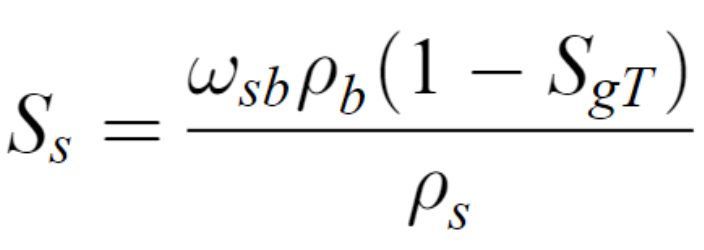 S_s = \frac{\omega_{sb}\rho_b(1 - S_{gT})}{\rho_s}